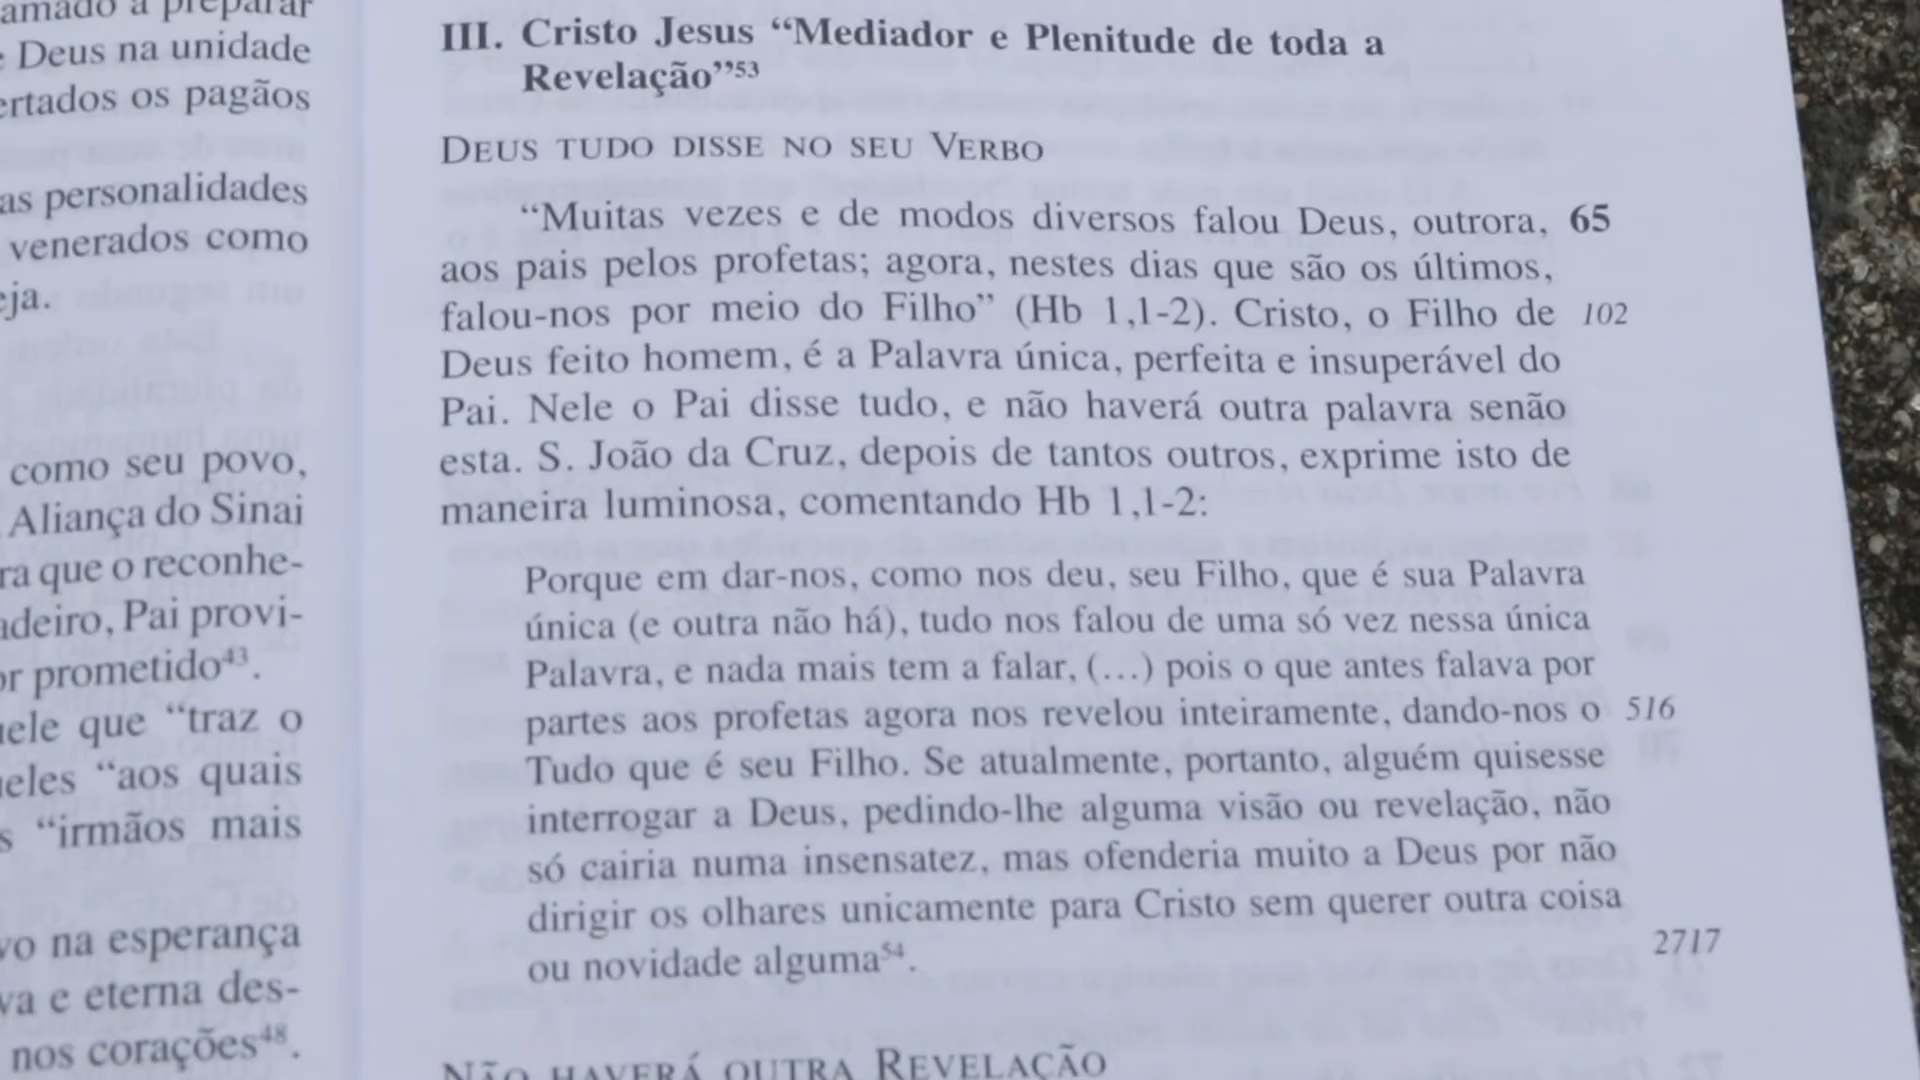 amado a preparar
Deus na unidade
ertados os pagãos
as personalidades
venerados como
eja.
como seu povo,
Aliança do Sinai
ra que o reconhe-
adeiro, Pai provi-
or prometido⁴³.
ele que “traz o
eles “aos quais
s “irmãos mais
vo na esperança
va e eterna des-
nos corações⁴⁸.
III. Cristo Jesus “Mediador e Plenitude de toda a
Revelação”⁵³
DEUS TUDO DISSE NO SEU VERBO
“Muitas vezes e de modos diversos falou Deus, outrora, 65
aos pais pelos profetas; agora, nestes dias que são os últimos,
falou-nos por meio do Filho” (Hb 1,1-2). Cristo, o Filho de 102
Deus feito homem, é a Palavra única, perfeita e insuperável do
Pai. Nele o Pai disse tudo, e não haverá outra palavra senão
esta. S. João da Cruz, depois de tantos outros, exprime isto de
maneira luminosa, comentando Hb 1,1-2:
Porque em dar-nos, como nos deu, seu Filho, que é sua Palavra
única (e outra não há), tudo nos falou de uma só vez nessa única
Palavra, e nada mais tem a falar, (...) pois o que antes falava por
partes aos profetas agora nos revelou inteiramente, dando-nos o 516
Tudo que é seu Filho. Se atualmente, portanto, alguém quisesse
interrogar a Deus, pedindo-lhe alguma visão ou revelação, não
só cairia numa insensatez, mas ofenderia muito a Deus por não
dirigir os olhares unicamente para Cristo sem querer outra coisa
ou novidade alguma⁵⁴. 2717
NÃO HAVERÁ OUTRA REVELAÇÃO